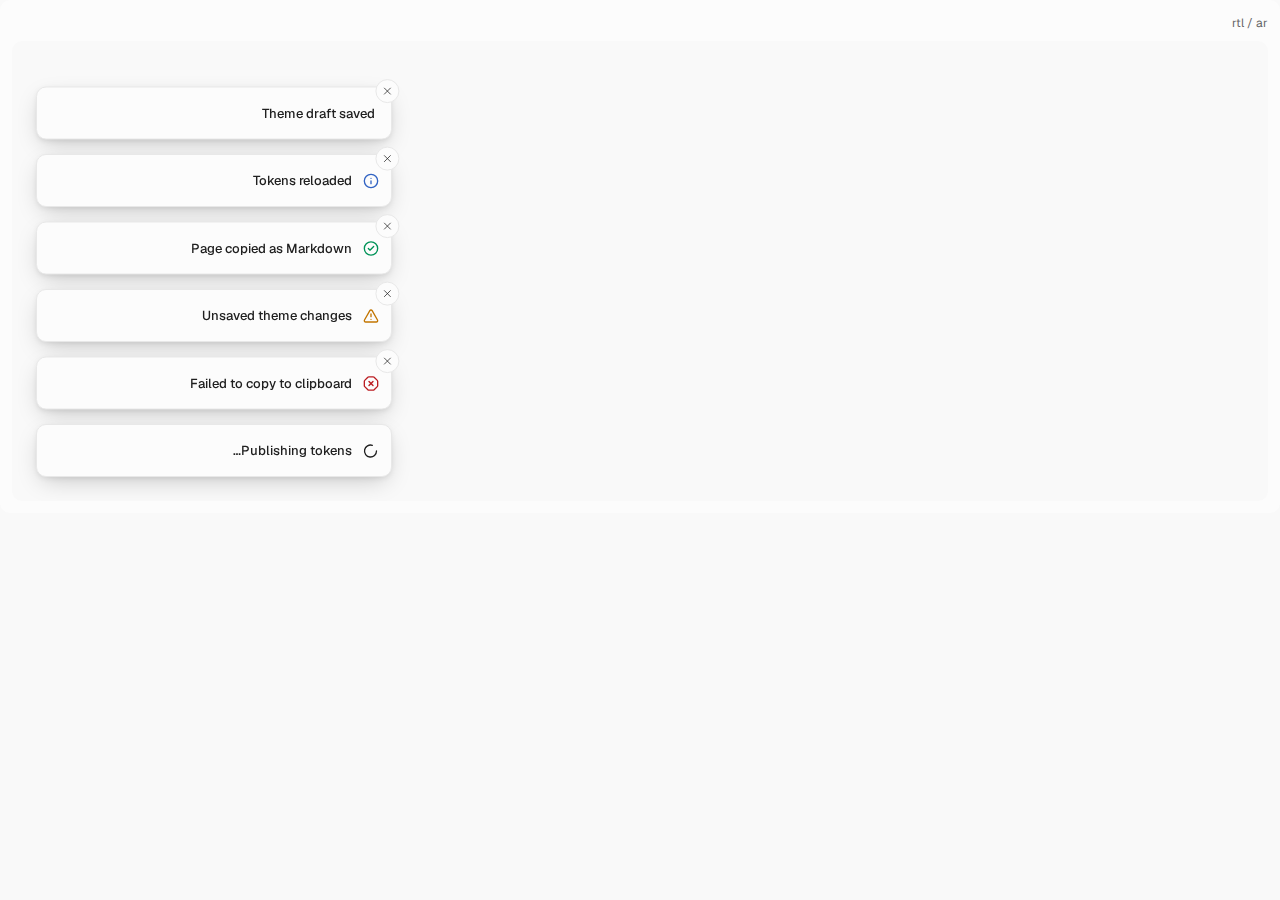 rtl / ar
Theme draft saved
Tokens reloaded
Page copied as Markdown
Unsaved theme changes
Failed to copy to clipboard
…Publishing tokens